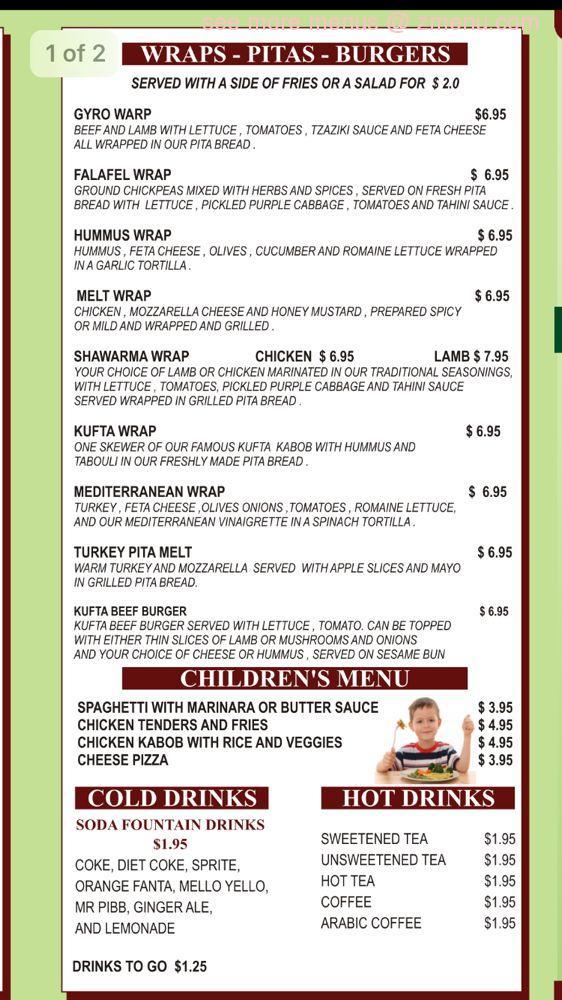 see more menus @ zmenu.com
1 of 2
WRAPS - PITAS - BURGERS
SERVED WITH A SIDE OF FRIES OR A SALAD FOR $ 2.0
GYRO WARP $6.95
BEEF AND LAMB WITH LETTUCE , TOMATOES , TZAZIKI SAUCE AND FETA CHEESE
ALL WRAPPED IN OUR PITA BREAD .
FALAFEL WRAP $ 6.95
GROUND CHICKPEAS MIXED WITH HERBS AND SPICES , SERVED ON FRESH PITA
BREAD WITH LETTUCE , PICKLED PURPLE CABBAGE , TOMATOES AND TAHINI SAUCE .
HUMMUS WRAP $ 6.95
HUMMUS , FETA CHEESE , OLIVES , CUCUMBER AND ROMAINE LETTUCE WRAPPED
IN A GARLIC TORTILLA .
MELT WRAP $ 6.95
CHICKEN , MOZZARELLA CHEESE AND HONEY MUSTARD , PREPARED SPICY
OR MILD AND WRAPPED AND GRILLED .
SHAWARMA WRAP CHICKEN $ 6.95 LAMB $ 7.95
YOUR CHOICE OF LAMB OR CHICKEN MARINATED IN OUR TRADITIONAL SEASONINGS,
WITH LETTUCE , TOMATOES, PICKLED PURPLE CABBAGE AND TAHINI SAUCE
SERVED WRAPPED IN GRILLED PITA BREAD .
KUFTA WRAP $ 6.95
ONE SKEWER OF OUR FAMOUS KUFTA KABOB WITH HUMMUS AND
TABOULI IN OUR FRESHLY MADE PITA BREAD .
MEDITERRANEAN WRAP $ 6.95
TURKEY , FETA CHEESE ,OLIVES ONIONS ,TOMATOES , ROMAINE LETTUCE,
AND OUR MEDITERRANEAN VINAIGRETTE IN A SPINACH TORTILLA .
TURKEY PITA MELT $ 6.95
WARM TURKEY AND MOZZARELLA SERVED WITH APPLE SLICES AND MAYO
IN GRILLED PITA BREAD.
KUFTA BEEF BURGER $ 6.95
KUFTA BEEF BURGER SERVED WITH LETTUCE , TOMATO. CAN BE TOPPED
WITH EITHER THIN SLICES OF LAMB OR MUSHROOMS AND ONIONS
AND YOUR CHOICE OF CHEESE OR HUMMUS , SERVED ON SESAME BUN
CHILDREN'S MENU
SPAGHETTI WITH MARINARA OR BUTTER SAUCE $ 3.95
CHICKEN TENDERS AND FRIES $ 4.95
CHICKEN KABOB WITH RICE AND VEGGIES $ 4.95
CHEESE PIZZA $ 3.95
COLD DRINKS
SODA FOUNTAIN DRINKS
$1.95
COKE, DIET COKE, SPRITE,
ORANGE FANTA, MELLO YELLO,
MR PIBB, GINGER ALE,
AND LEMONADE
DRINKS TO GO $1.25
HOT DRINKS
SWEETENED TEA $1.95
UNSWEETENED TEA $1.95
HOT TEA $1.95
COFFEE $1.95
ARABIC COFFEE $1.95